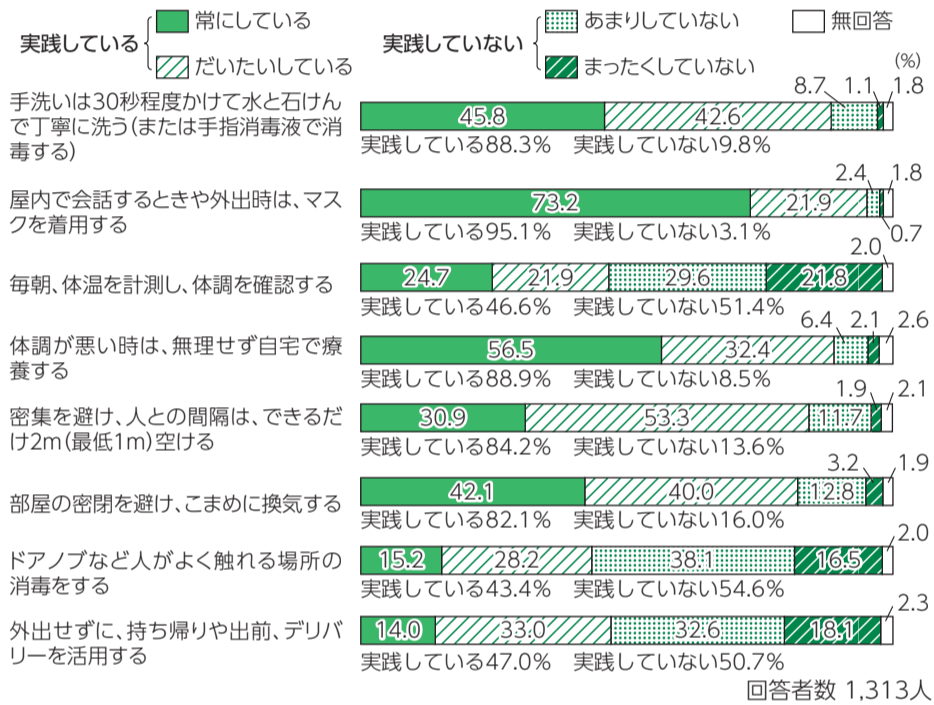 実践している 常にしている だいたいしている
実践していない あまりしていない まったくしていない
無回答
(%)
手洗いは30秒程度かけて水と石けん
で丁寧に洗う(または手指消毒液で消
毒する)
45.8 42.6 8.7 1.1 1.8
実践している88.3% 実践していない9.8%
屋内で会話するときや外出時は、マス
クを着用する
73.2 21.9 2.4 0.7 1.8
実践している95.1% 実践していない3.1%
毎朝、体温を計測し、体調を確認する
24.7 21.9 29.6 21.8 2.0
実践している46.6% 実践していない51.4%
体調が悪い時は、無理せず自宅で療
養する
56.5 32.4 6.4 2.1 2.6
実践している88.9% 実践していない8.5%
密集を避け、人との間隔は、できるだ
け2m(最低1m)空ける
30.9 53.3 11.7 1.9 2.1
実践している84.2% 実践していない13.6%
部屋の密閉を避け、こまめに換気する
42.1 40.0 12.8 3.2 1.9
実践している82.1% 実践していない16.0%
ドアノブなど人がよく触れる場所の
消毒をする
15.2 28.2 38.1 16.5 2.0
実践している43.4% 実践していない54.6%
外出せずに、持ち帰りや出前、デリバ
リーを活用する
14.0 33.0 32.6 18.1 2.3
実践している47.0% 実践していない50.7%
回答者数 1,313人